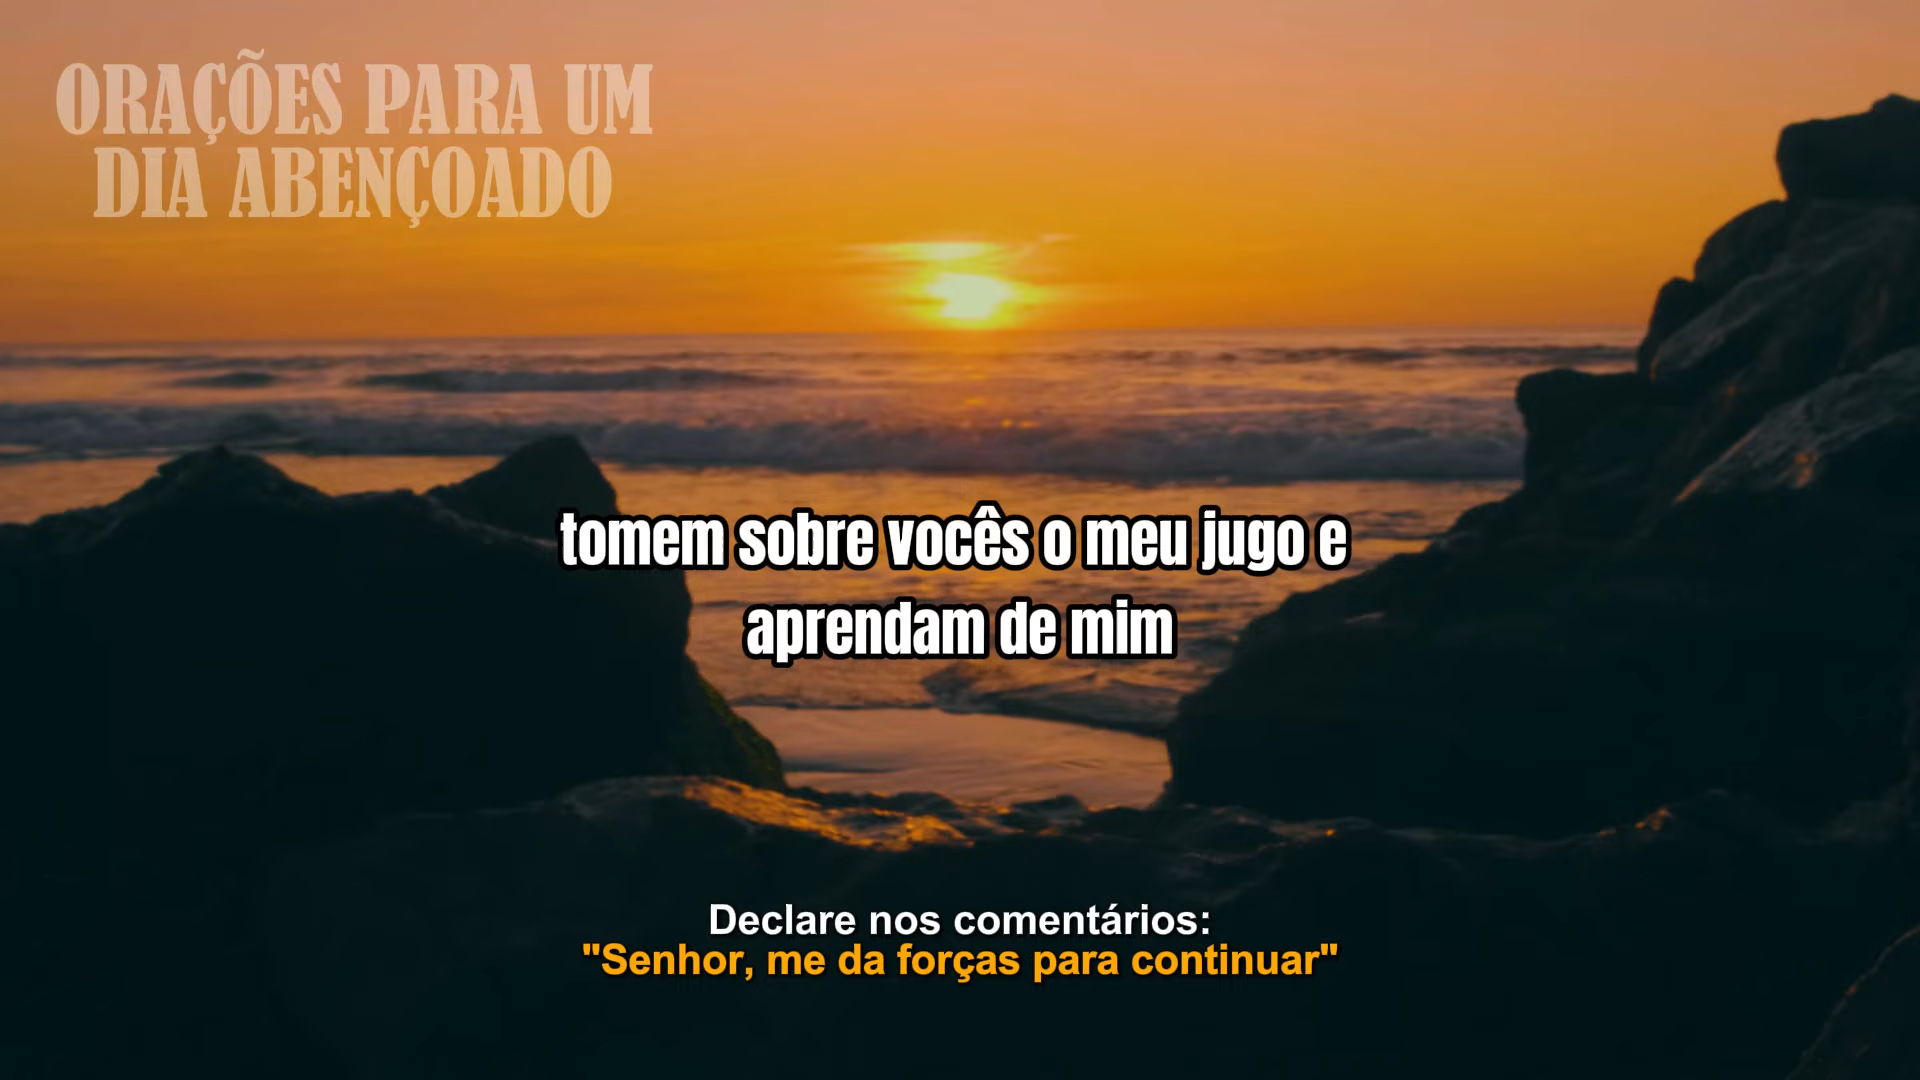 ORAÇÕES PARA UM
DIA ABENÇOADO
tomem sobre vocês o meu jugo e
aprendam de mim
Declare nos comentários:
"Senhor, me da forças para continuar"